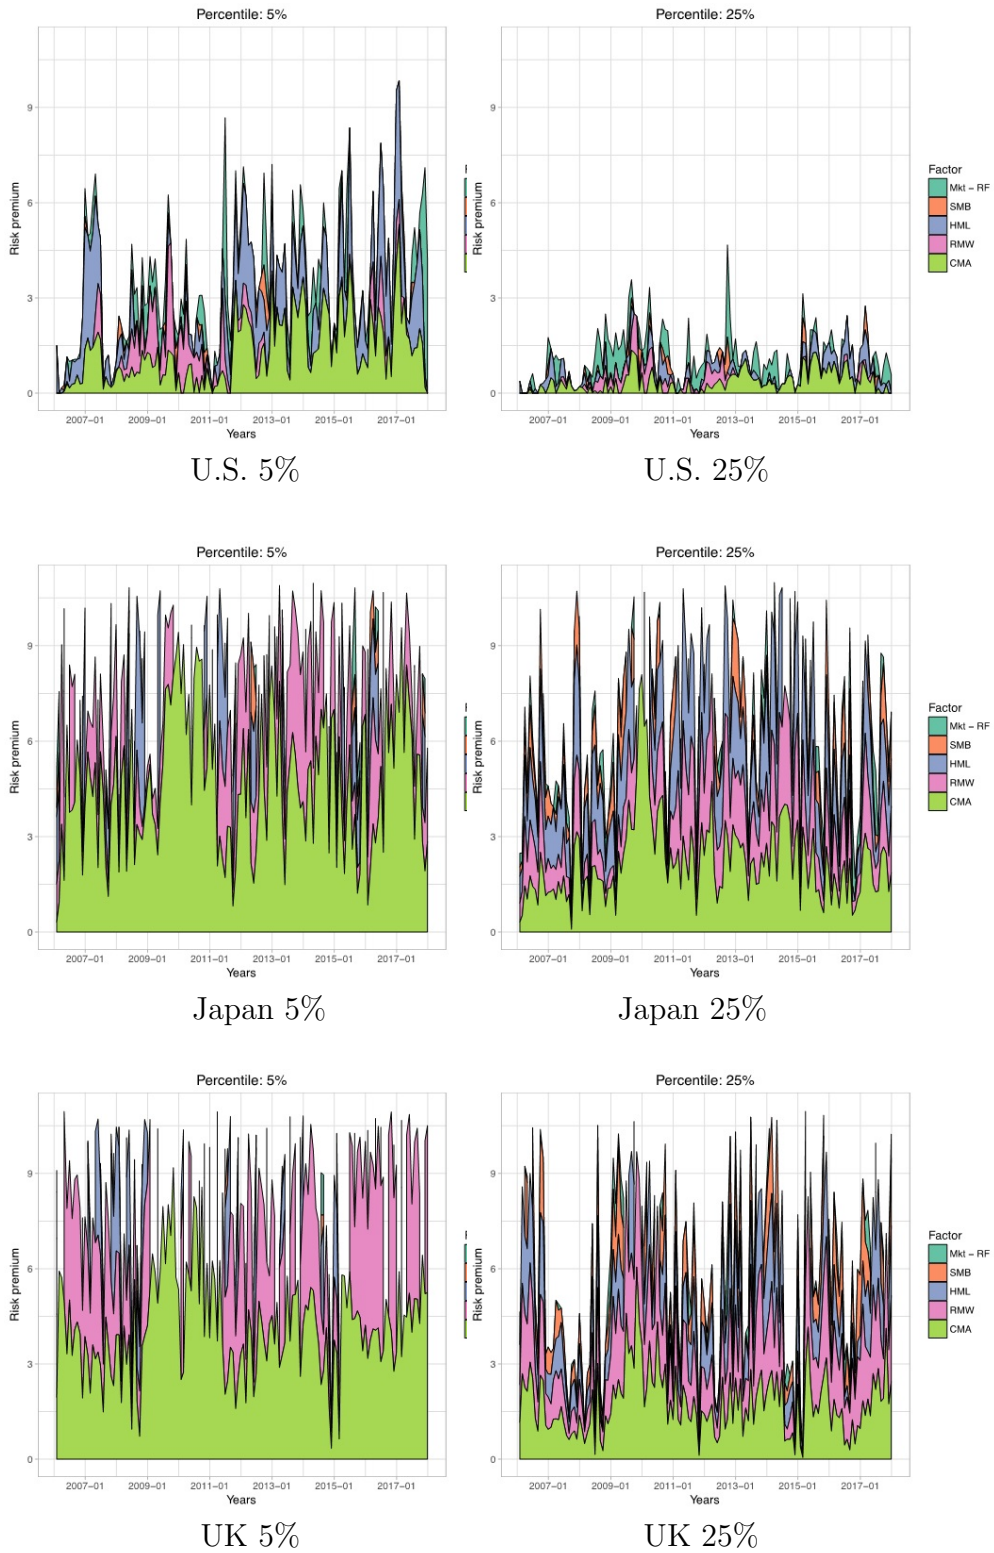 Percentile: 5%
Percentile: 25%
Risk premium
9
6
3
0
2007-01 2009-01 2011-01 2013-01 2015-01 2017-01
Years
Risk premium
9
6
3
0
2007-01 2009-01 2011-01 2013-01 2015-01 2017-01
Years
Factor
Mkt - RF
SMB
HML
RMW
CMA
U.S. 5%
U.S. 25%
Percentile: 5%
Percentile: 25%
Risk premium
9
6
3
0
2007-01 2009-01 2011-01 2013-01 2015-01 2017-01
Years
Risk premium
9
6
3
0
2007-01 2009-01 2011-01 2013-01 2015-01 2017-01
Years
Factor
Mkt - RF
SMB
HML
RMW
CMA
Japan 5%
Japan 25%
Percentile: 5%
Percentile: 25%
Risk premium
9
6
3
0
2007-01 2009-01 2011-01 2013-01 2015-01 2017-01
Years
Risk premium
9
6
3
0
2007-01 2009-01 2011-01 2013-01 2015-01 2017-01
Years
Factor
Mkt - RF
SMB
HML
RMW
CMA
UK 5%
UK 25%